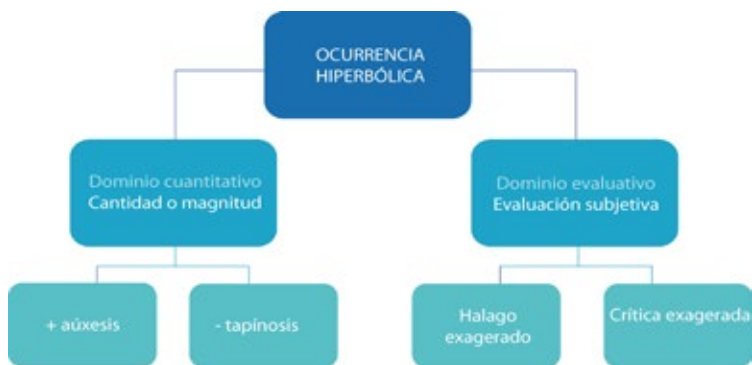 OCURRENCIA
HIPERBÓLICA
Dominio cuantitativo
Cantidad o magnitud
Dominio evaluativo
Evaluación subjetiva
+ aúxesis
- tapínosis
Halago
exagerado
Crítica exagerada